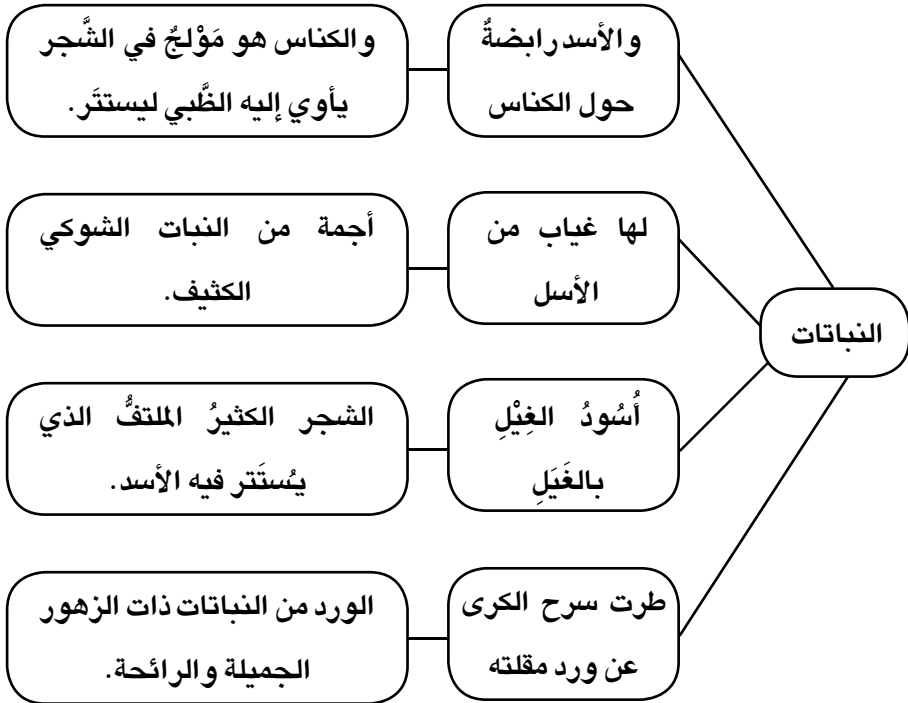 النباتات
والأسد رابضةٌ
حول الكناس
والكناس هو مَوْلجٌ في الشَّجر
يأوي إليه الظَّبي ليستتَر.
لها غياب من
الأسل
أجمة من النبات الشوكي
الكثيف.
أُسُودُ الغِيْلِ
بالغَيَلِ
الشجر الكثيرُ الملتفُّ الذي
يُستَتر فيه الأسد.
طرت سرح الكرى
عن ورد مقلته
الورد من النباتات ذات الزهور
الجميلة والرائحة.